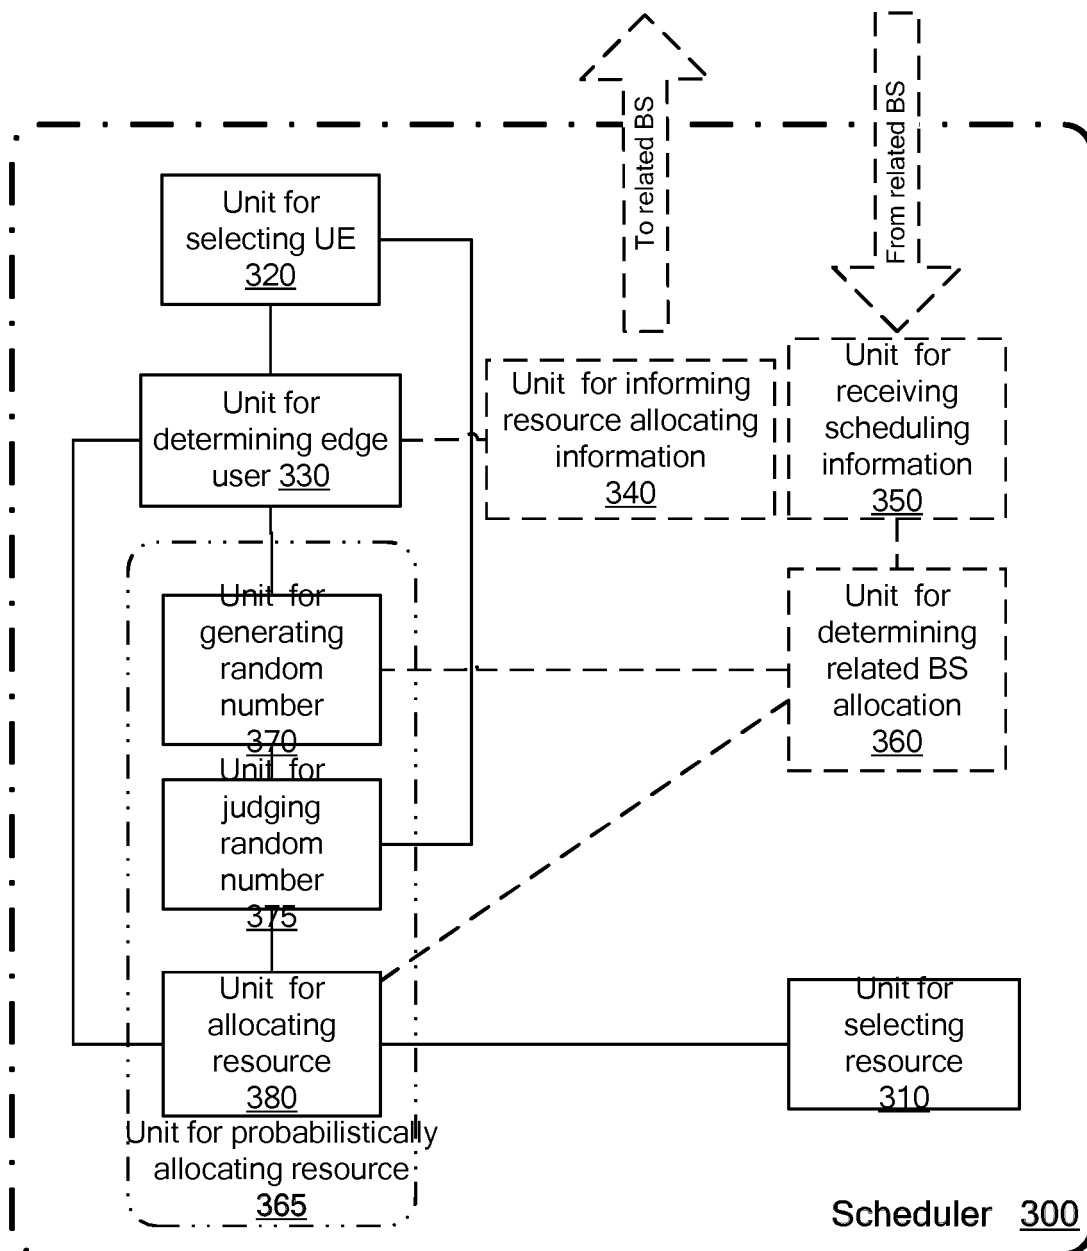 To related BS
From related BS
Unit for
selecting UE
320
Unit for
determining edge
user 330
Unit for informing
resource allocating
information
340
Unit for
receiving
scheduling
information
350
Unit for
generating
random
number
370
Unit for
determining
related BS
allocation
360
Unit for
judging
random
number
375
Unit for
allocating
resource
380
Unit for
selecting
resource
310
Unit for probabilistically
allocating resource
365
Scheduler 300